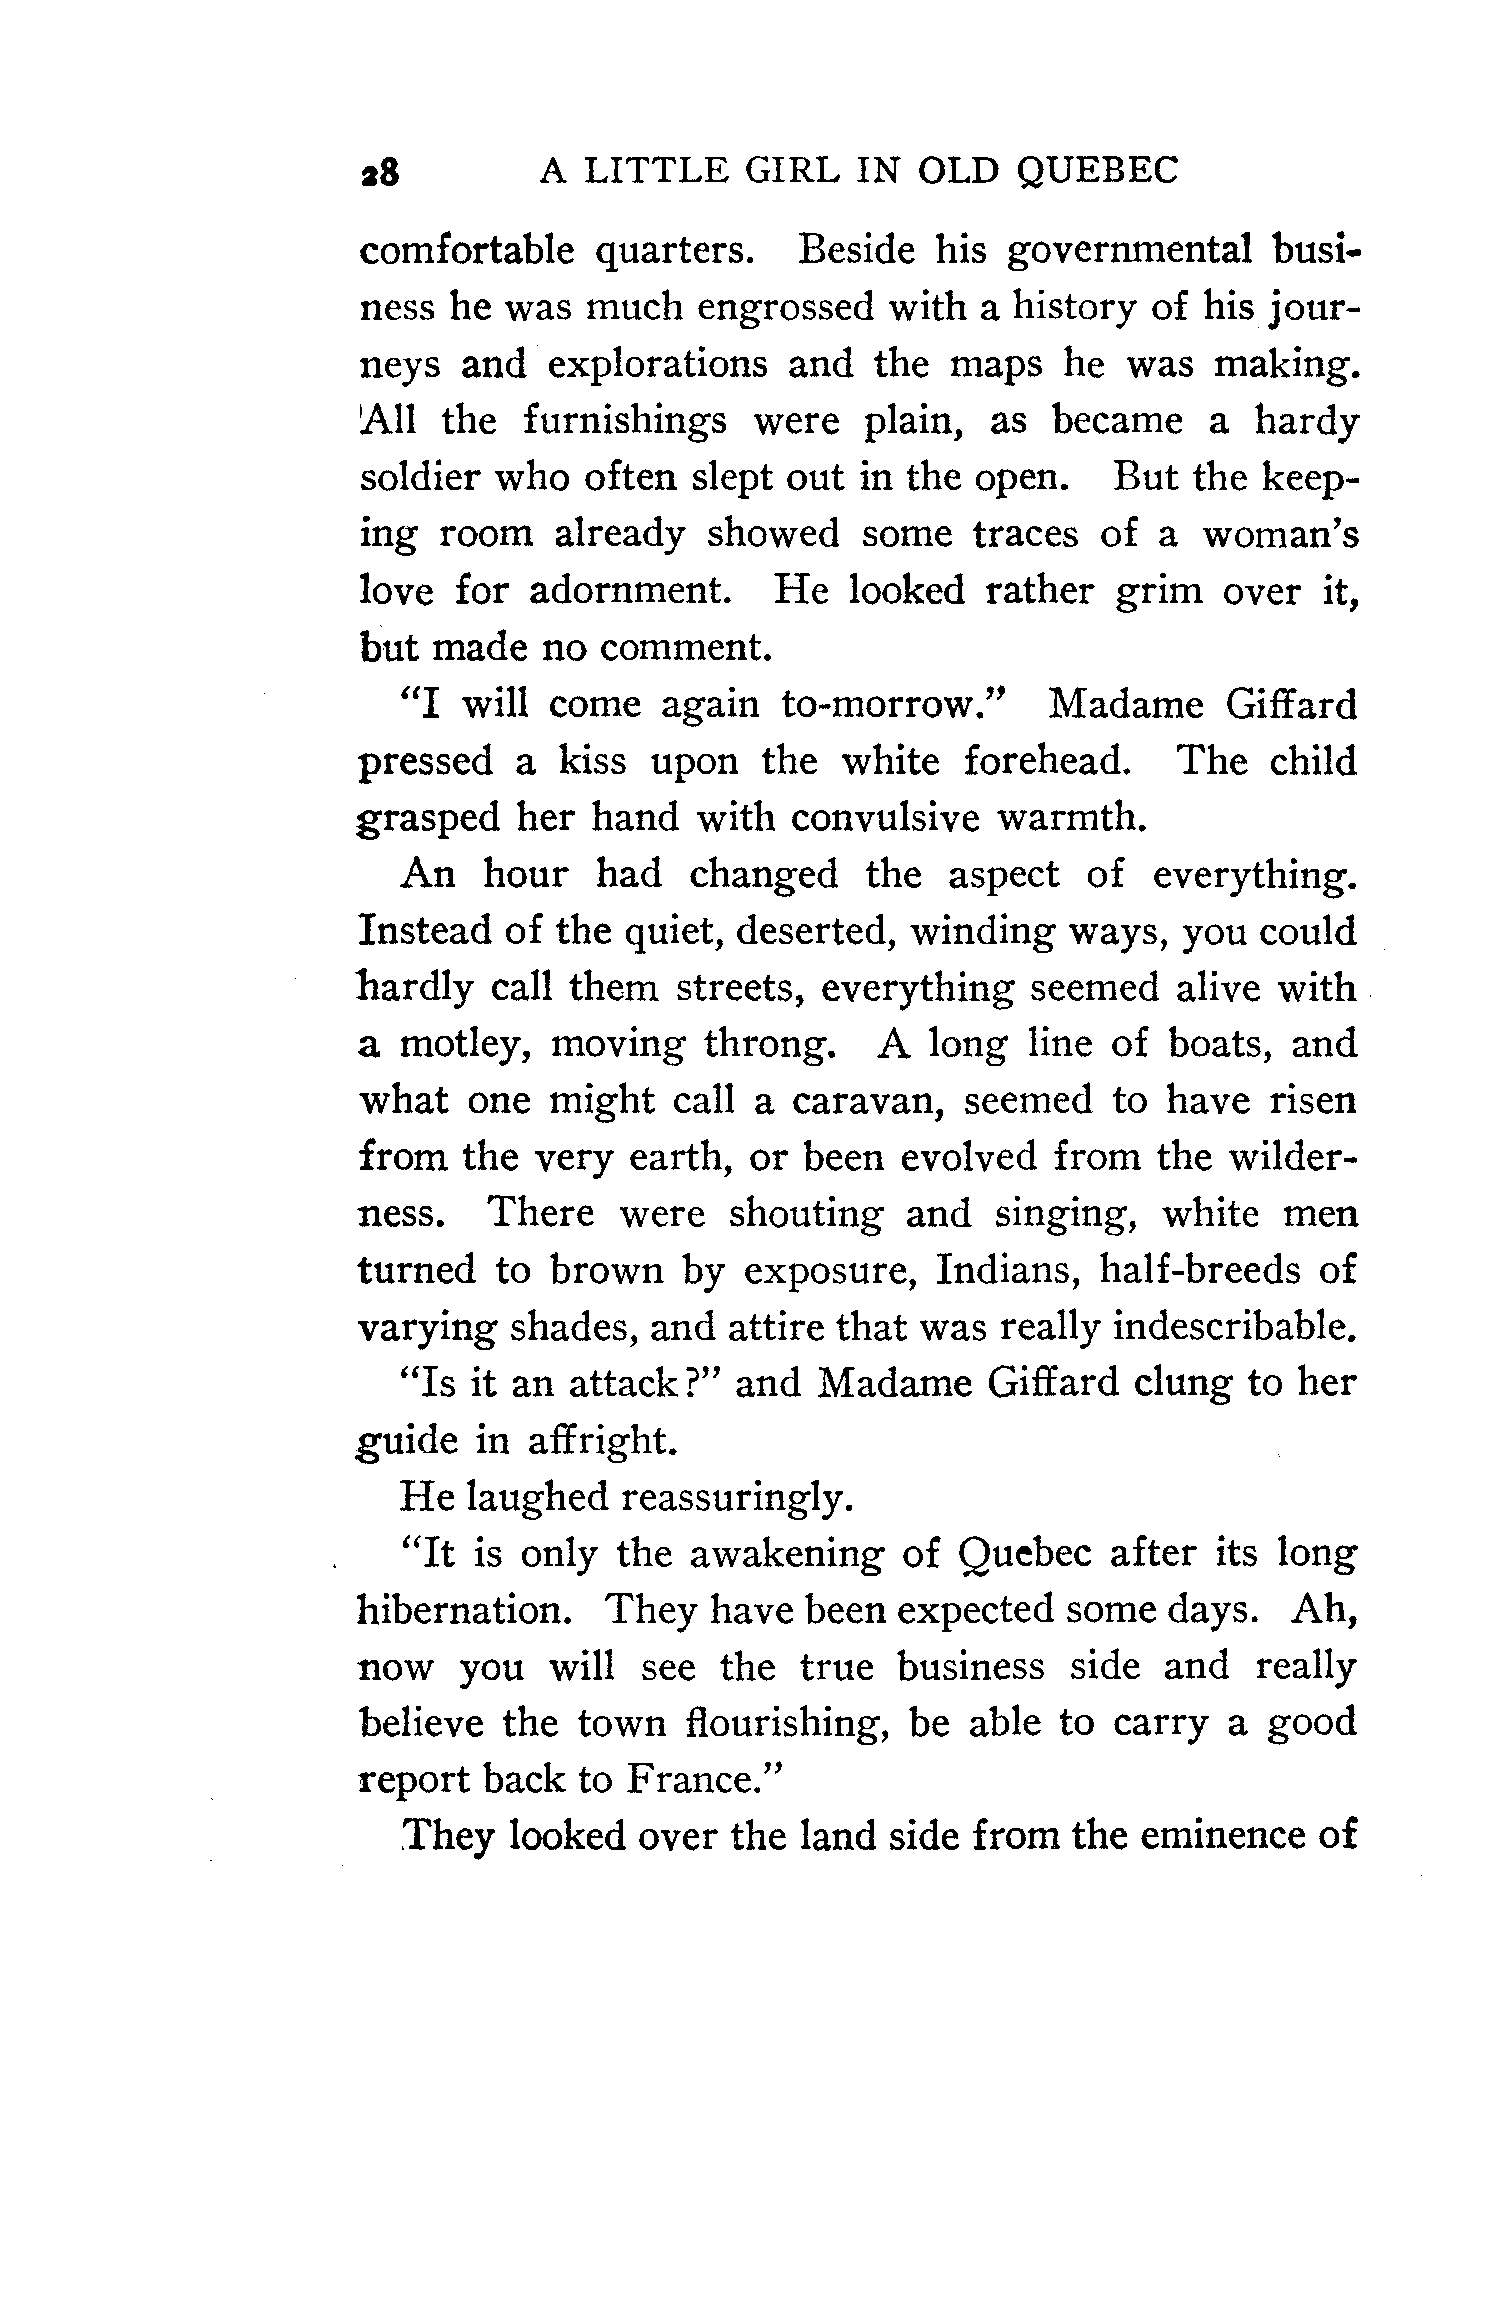 28 A LITTLE GIRL IN OLD QUEBEC
comfortable quarters. Beside his governmental busi-
ness he was much engrossed with a history of his jour-
neys and explorations and the maps he was making.
All the furnishings were plain, as became a hardy
soldier who often slept out in the open. But the keep-
ing room already showed some traces of a woman's
love for adornment. He looked rather grim over it,
but made no comment.
"I will come again to-morrow." Madame Giffard
pressed a kiss upon the white forehead. The child
grasped her hand with convulsive warmth.
An hour had changed the aspect of everything.
Instead of the quiet, deserted, winding ways, you could
hardly call them streets, everything seemed alive with
a motley, moving throng. A long line of boats, and
what one might call a caravan, seemed to have risen
from the very earth, or been evolved from the wilder-
ness. There were shouting and singing, white men
turned to brown by exposure, Indians, half-breeds of
varying shades, and attire that was really indescribable.
"Is it an attack?" and Madame Giffard clung to her
guide in affright.
He laughed reassuringly.
"It is only the awakening of Quebec after its long
hibernation. They have been expected some days. Ah,
now you will see the true business side and really
believe the town flourishing, be able to carry a good
report back to France."
They looked over the land side from the eminence of